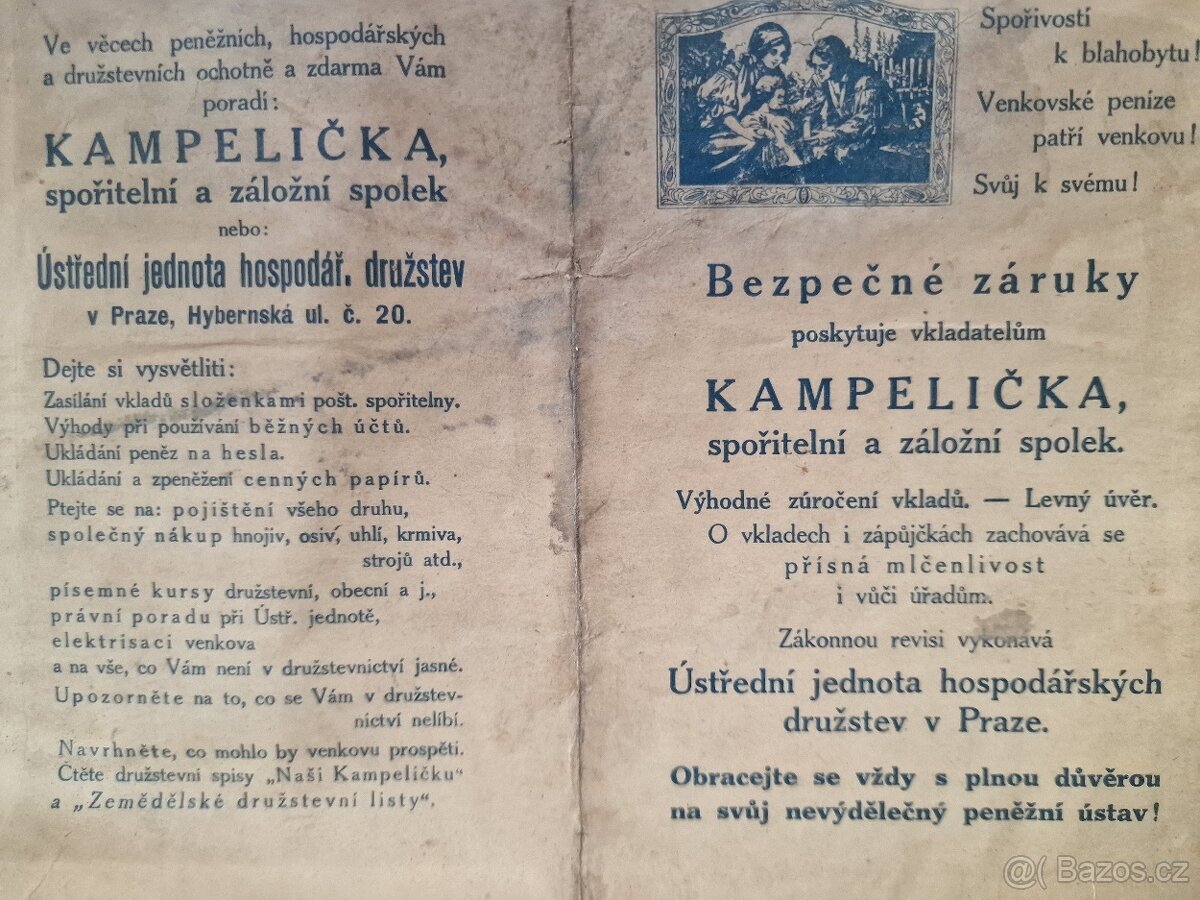 Ve věcech peněžních, hospodářských
a družstevních ochotně a zdarma Vám
poradí:
KAMPELIČKA,
spořitelní a záložní spolek
nebo:
Ústřední jednota hospodář. družstev
v Praze, Hybernská ul. č. 20.
Dejte si vysvětliti:
Zasílání vkladů složenkami pošt. spořitelny.
Výhody při používání běžných účtů.
Ukládání peněz na hesla.
Ukládání a zpeněžení cenných papírů.
Ptejte se na: pojištění všeho druhu,
společný nákup hnojiv, osiv, uhlí, krmiva,
strojů atd.,
písemné kursy družstevní, obecní a j.,
právní poradu při Ústř. jednotě,
elektrisaci venkova
a na vše, co Vám není v družstevnictví jasné.
Upozorněte na to, co se Vám v družstev-
nictví nelíbí.
Navrhněte, co mohlo by venkovu prospěti.
Čtěte družstevní spisy „Naši Kampeličku"
a „Zemědělské družstevní listy".
Spořivostí
k blahobytu!
Venkovské peníze
patří venkovu!
Svůj k svému!
Bezpečné záruky
poskytuje vkladatelům
KAMPELIČKA,
spořitelní a záložní spolek.
Výhodné zúročení vkladů. — Levný úvěr.
O vkladech i zápůjčkách zachovává se
přísná mlčenlivost
i vůči úřadům.
Zákonnou revisi vykonává
Ústřední jednota hospodářských
družstev v Praze.
Obracejte se vždy s plnou důvěrou
na svůj nevýdělečný peněžní ústav!
@( Bazos.cz